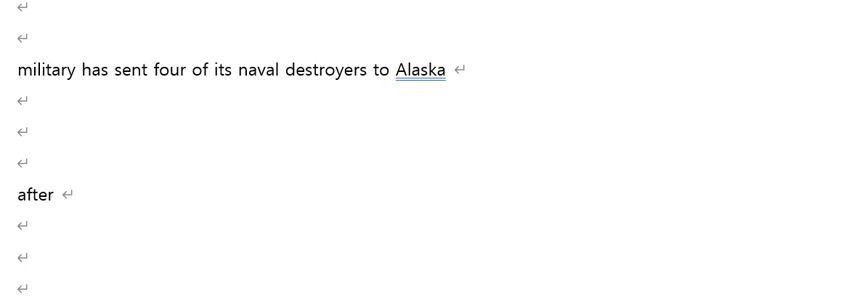 military has sent four of its naval destroyers to Alaska
after